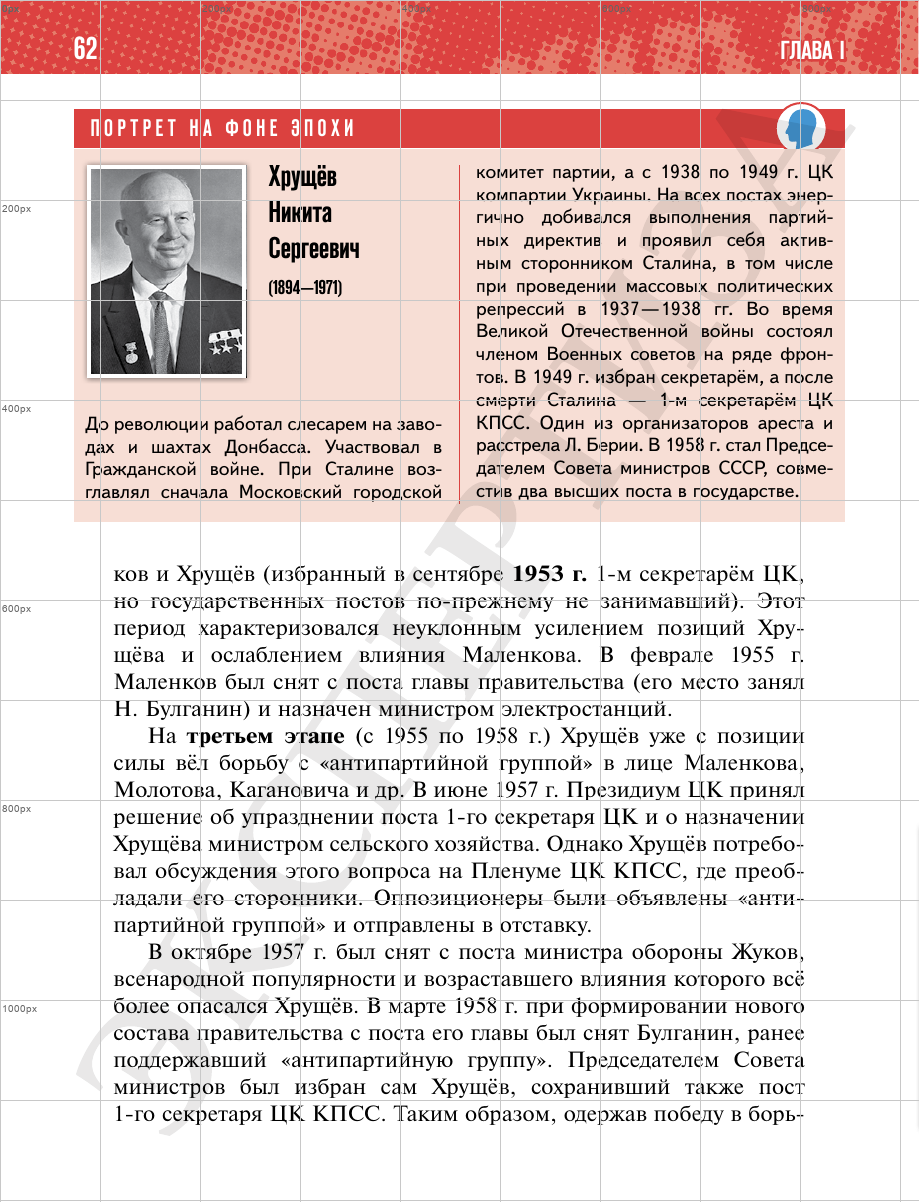 62
ГЛАВА I
ПОРТРЕТ НА ФОНЕ ЭПОХИ
Хрущёв
Никита
Сергеевич
(1894—1971)
До революции работал слесарем на заво-
дах и шахтах Донбасса. Участвовал в
Гражданской войне. При Сталине воз-
главлял сначала Московский городской
комитет партии, а с 1938 по 1949 г. ЦК
компартии Украины. На всех постах энер-
гично добивался выполнения партий-
ных директив и проявил себя актив-
ным сторонником Сталина, в том числе
при проведении массовых политических
репрессий в 1937—1938 гг. Во время
Великой Отечественной войны состоял
членом Военных советов на ряде фрон-
тов. В 1949 г. избран секретарём, а после
смерти Сталина — 1-м секретарём ЦК
КПСС. Один из организаторов ареста и
расстрела Л. Берии. В 1958 г. стал Предсе-
дателем Совета министров СССР, совме-
стив два высших поста в государстве.
ков и Хрущёв (избранный в сентябре 1953 г. 1-м секретарём ЦК,
но государственных постов по-прежнему не занимавший). Этот
период характеризовался неуклонным усилением позиций Хру-
щёва и ослаблением влияния Маленкова. В феврале 1955 г.
Маленков был снят с поста главы правительства (его место занял
Н. Булганин) и назначен министром электростанций.
На третьем этапе (с 1955 по 1958 г.) Хрущёв уже с позиции
силы вёл борьбу с «антипартийной группой» в лице Маленкова,
Молотова, Кагановича и др. В июне 1957 г. Президиум ЦК принял
решение об упразднении поста 1-го секретаря ЦК и о назначении
Хрущёва министром сельского хозяйства. Однако Хрущёв потребо-
вал обсуждения этого вопроса на Пленуме ЦК КПСС, где преоб-
ладали его сторонники. Оппозиционеры были объявлены «анти-
партийной группой» и отправлены в отставку.
В октябре 1957 г. был снят с поста министра обороны Жуков,
всенародной популярности и возраставшего влияния которого всё
более опасался Хрущёв. В марте 1958 г. при формировании нового
состава правительства с поста его главы был снят Булганин, ранее
поддержавший «антипартийную группу». Председателем Совета
министров был избран сам Хрущёв, сохранивший также пост
1-го секретаря ЦК КПСС. Таким образом, одержав победу в борь-
ЭКСПЕРТИЗА
200px
400px
600px
800px
1000px